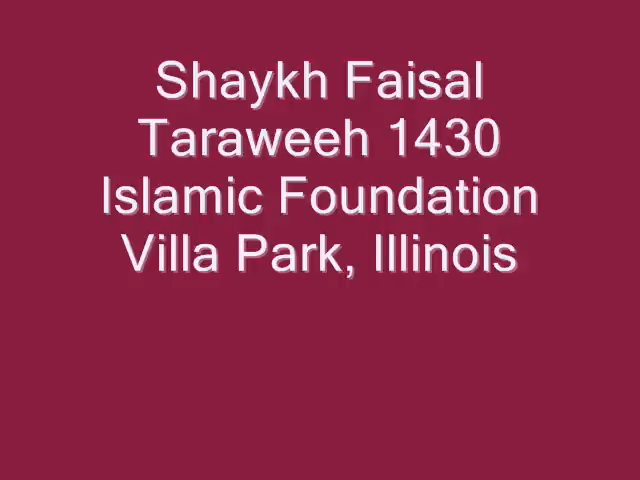 Shaykh Faisal
Taraweeh 1430
Islamic Foundation
Villa Park, Illinois